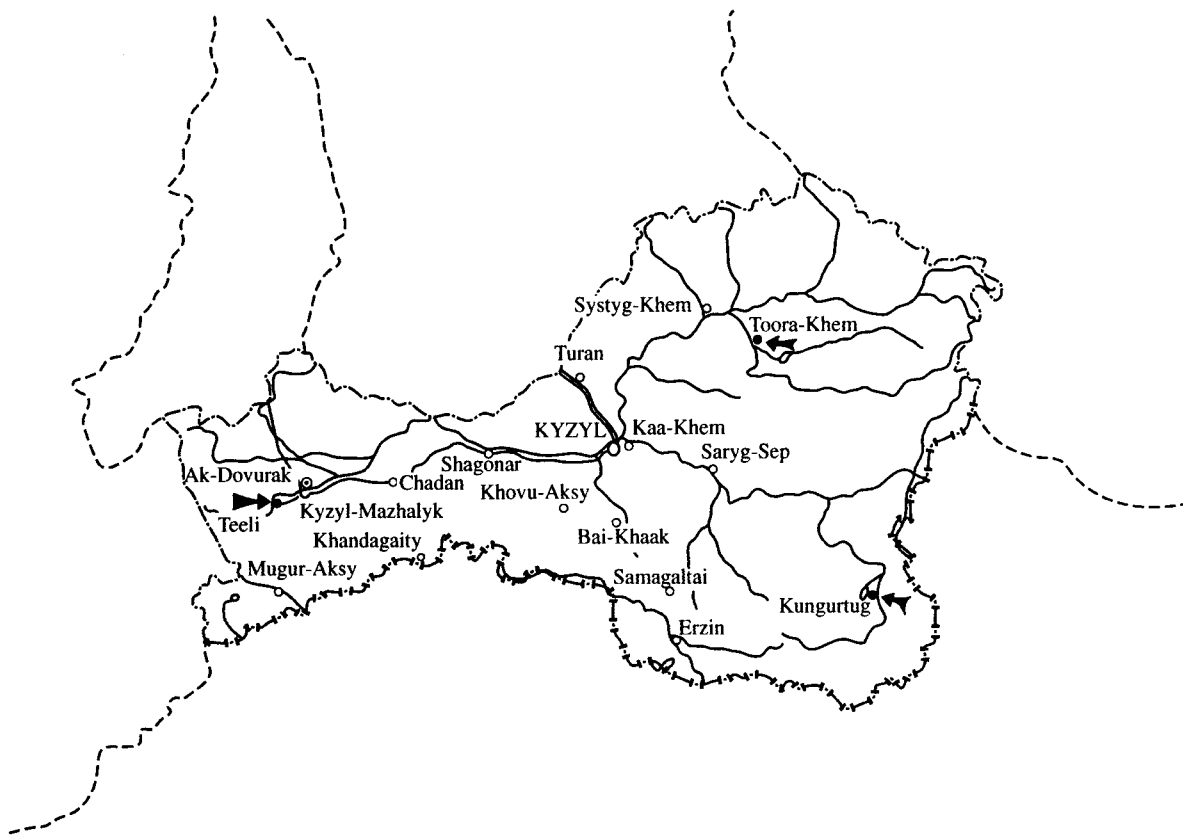 Systyg-Khem
Toora-Khem
Turan
KYZYL
Kaa-Khem
Shagonar
Saryg-Sep
Ak-Dovurak
Chadan
Khovu-Aksy
Teeli
Kyzyl-Mazhalyk
Khandagaity
Bai-Khaak
Mugur-Aksy
Samagaltai
Kungurtug
Erzin